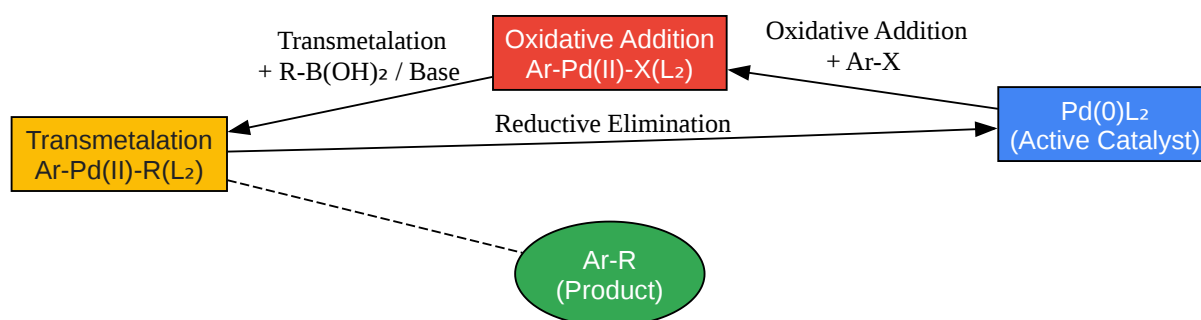 Transmetalation
+ R-B(OH)₂ / Base
Oxidative Addition
Ar-Pd(II)-X(L₂)
Oxidative Addition
+ Ar-X
Transmetalation
Ar-Pd(II)-R(L₂)
Reductive Elimination
Pd(0)L₂
(Active Catalyst)
Ar-R
(Product)